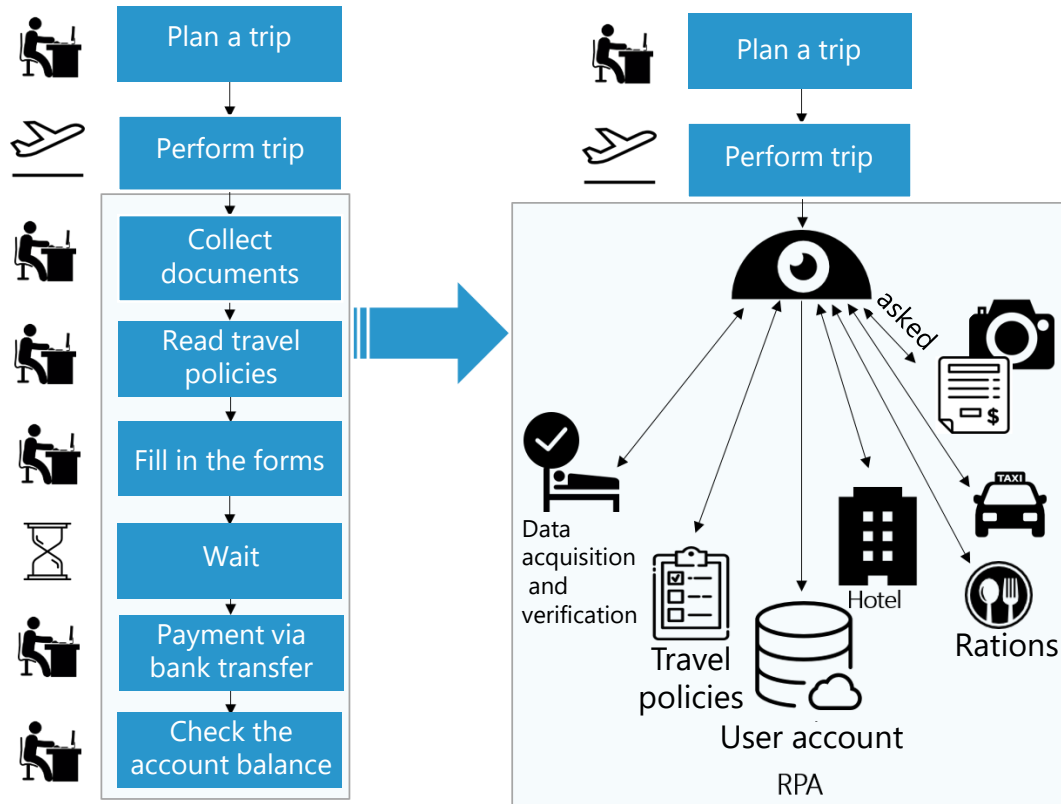 Plan a trip
Perform trip
Collect
documents
Read travel
policies
Fill in the forms
Wait
Payment via
bank transfer
Check the
account balance
Plan a trip
Perform trip
asked
$
TAXI
Data
acquisition
and
verification
Hotel
Travel
policies
Rations
User account
RPA